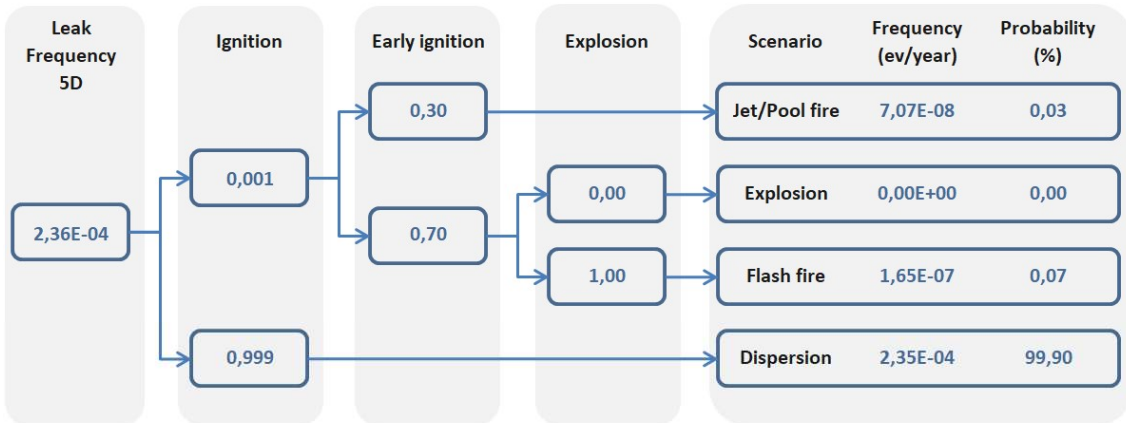 Leak
Frequency
5D
Ignition
Early ignition
Explosion
Scenario
Frequency
(ev/year)
Probability
(%)
0,30
Jet/Pool fire 7,07E-08 0,03
0,001
0,00
Explosion 0,00E+00 0,00
2,36E-04
0,70
1,00
Flash fire 1,65E-07 0,07
0,999
Dispersion 2,35E-04 99,90